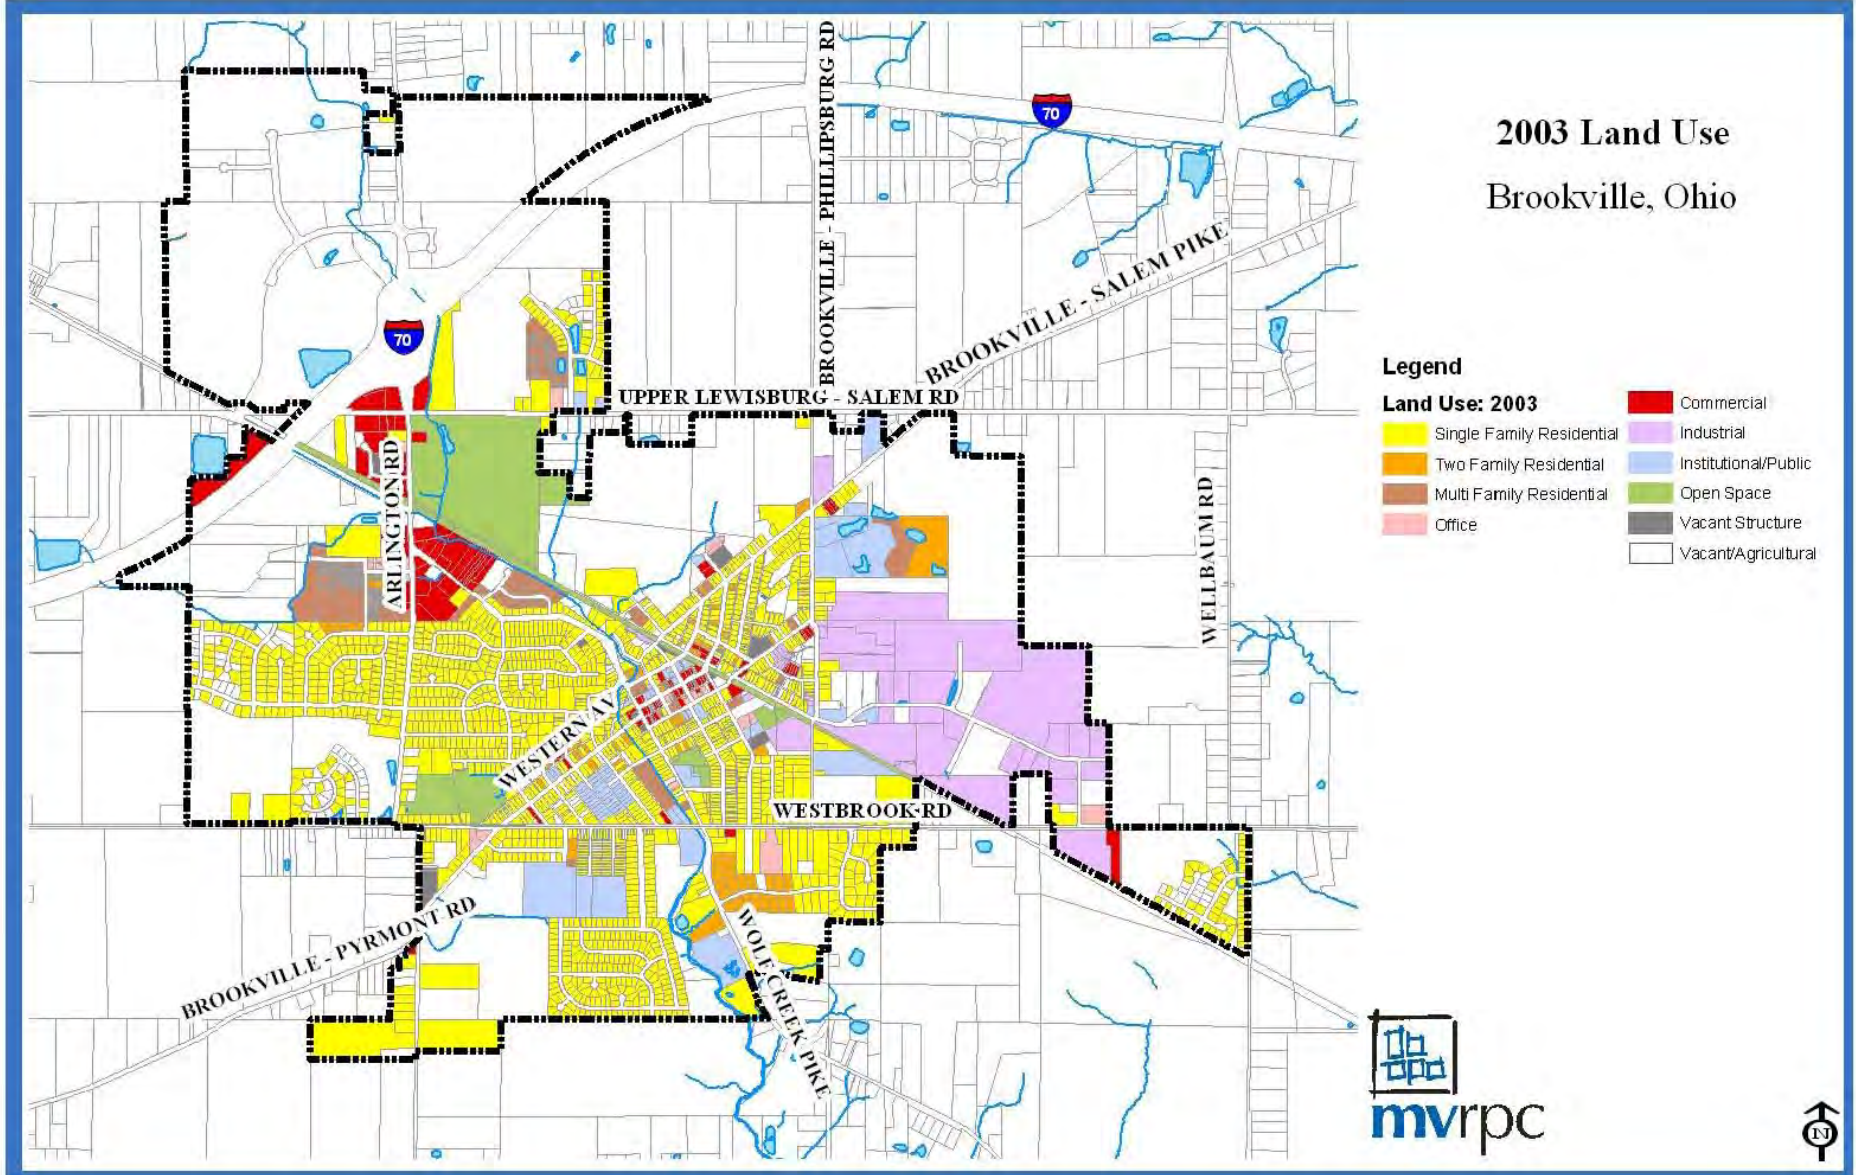 2003 Land Use
Brookville, Ohio
BROOKVILLE - PHILLIPSBURG RD
70
BROOKVILLE - SALEM PIKE
70
UPPER LEWISBURG - SALEM RD
ARLINGTON RD
WELLBAUM RD
WESTERN AV
WESTBROOK RD
BROOKVILLE - PYRMONT RD
WOLF CREEK PIKE
Legend
Land Use: 2003
Single Family Residential
Two Family Residential
Multi Family Residential
Office
Commercial
Industrial
Institutional/Public
Open Space
Vacant Structure
Vacant/Agricultural
mvrpc
N